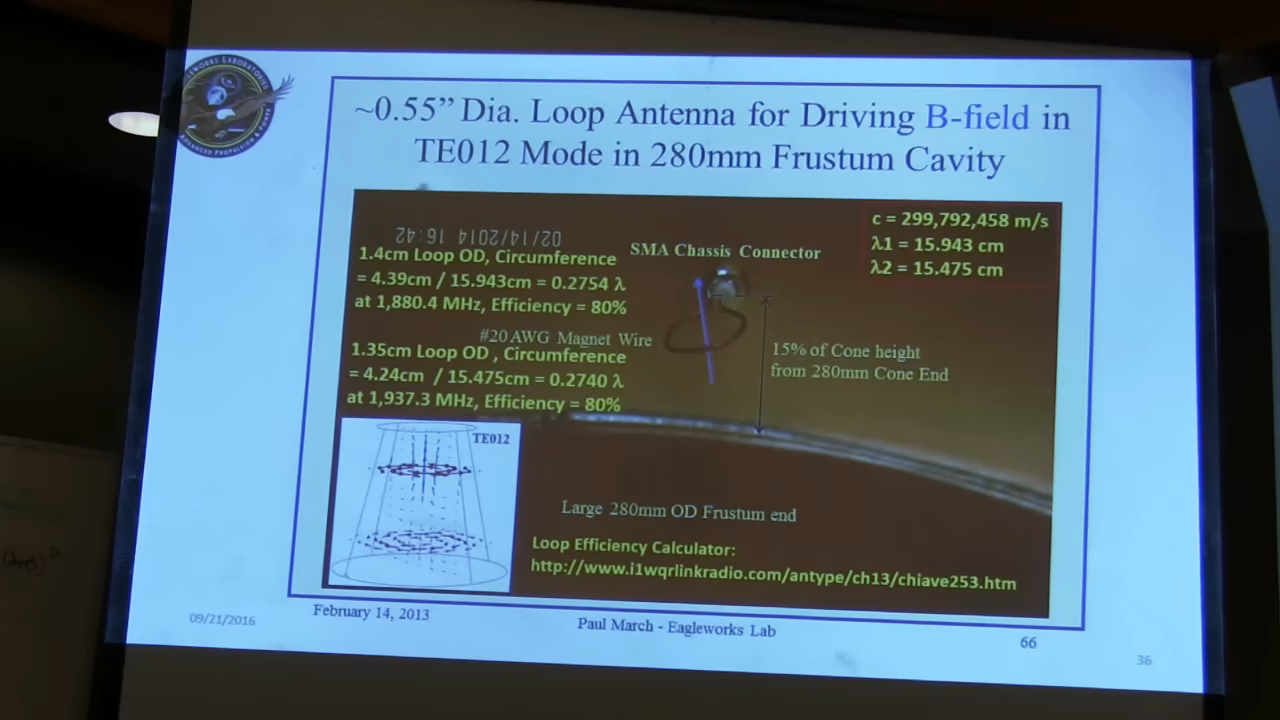 ~0.55” Dia. Loop Antenna for Driving B-field in
TE012 Mode in 280mm Frustum Cavity
02/14/2014 16:42
1.4cm Loop OD, Circumference
= 4.39cm / 15.943cm = 0.2754 λ
at 1,880.4 MHz, Efficiency = 80%
SMA Chassis Connector
c = 299,792,458 m/s
λ1 = 15.943 cm
λ2 = 15.475 cm
#20 AWG Magnet Wire
1.35cm Loop OD , Circumference
= 4.24cm / 15.475cm = 0.2740 λ
at 1,937.3 MHz, Efficiency = 80%
15% of Cone height
from 280mm Cone End
TE012
Large 280mm OD Frustum end
Loop Efficiency Calculator:
http://www.i1wqrlinkradio.com/antype/ch13/chiave253.htm
February 14, 2013
09/21/2016
Paul March - Eagleworks Lab
66
36